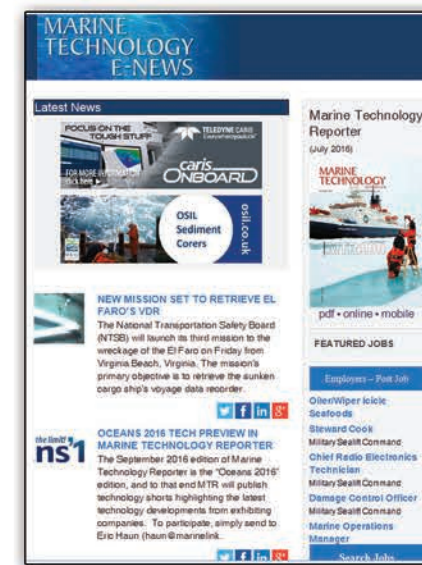 MARINE
TECHNOLOGY
E-NEWS
Latest News
FOCUS ON THE
TOUGH STUFF
TELEDYNE CARIS
Everywhereyoulook
FOR MORE INFORMATION
click here
caris
ONBOARD
OSIL
Sediment
Corers
osil.co.uk
NEW MISSION SET TO RETRIEVE EL
FARO'S VDR
The National Transportation Safety Board
(NTSB) will launch its third mission to the
wreckage of the El Faro on Friday from
Virginia Beach, Virginia. The mission's
primary objective is to retrieve the sunken
cargo ship's voyage data recorder.
the limit!
ns'1
OCEANS 2016 TECH PREVIEW IN
MARINE TECHNOLOGY REPORTER
The September 2016 edition of Marine
Technology Reporter is the "Oceans 2016"
edition, and to that end MTR will publish
technology shorts highlighting the latest
technology developments from exhibiting
companies. To participate, simply send to
Eric Haun (haun@marinelink.
Marine Technology
Reporter
(July 2016)
MARINE
TECHNOLOGY
pdf • online • mobile
FEATURED JOBS
Employers – Post Job
Oiler/Wiper Icicle
Seafoods
Steward Cook
Military Sealift Command
Chief Radio Electronics
Technician
Military Sealift Command
Damage Control Officer
Military Sealift Command
Marine Operations
Manager
Search Jobs